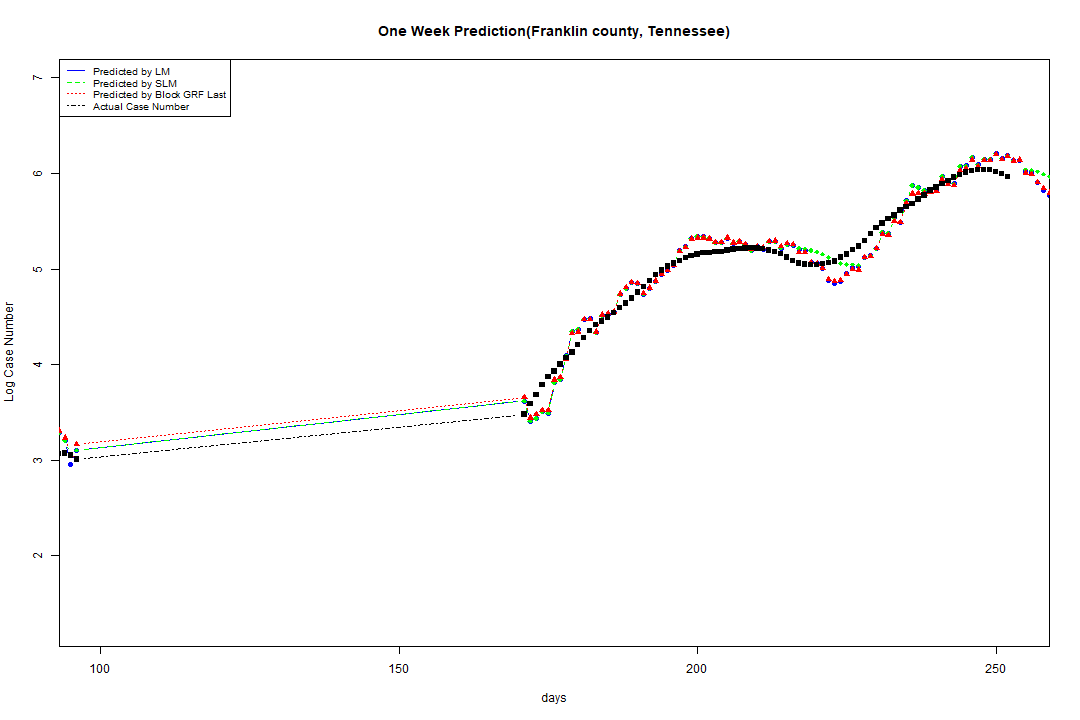 One Week Prediction(Franklin county, Tennessee)
Predicted by LM
Predicted by SLM
Predicted by Block GRF Last
Actual Case Number
7
6
5
4
3
2
Log Case Number
100 150 200 250
days